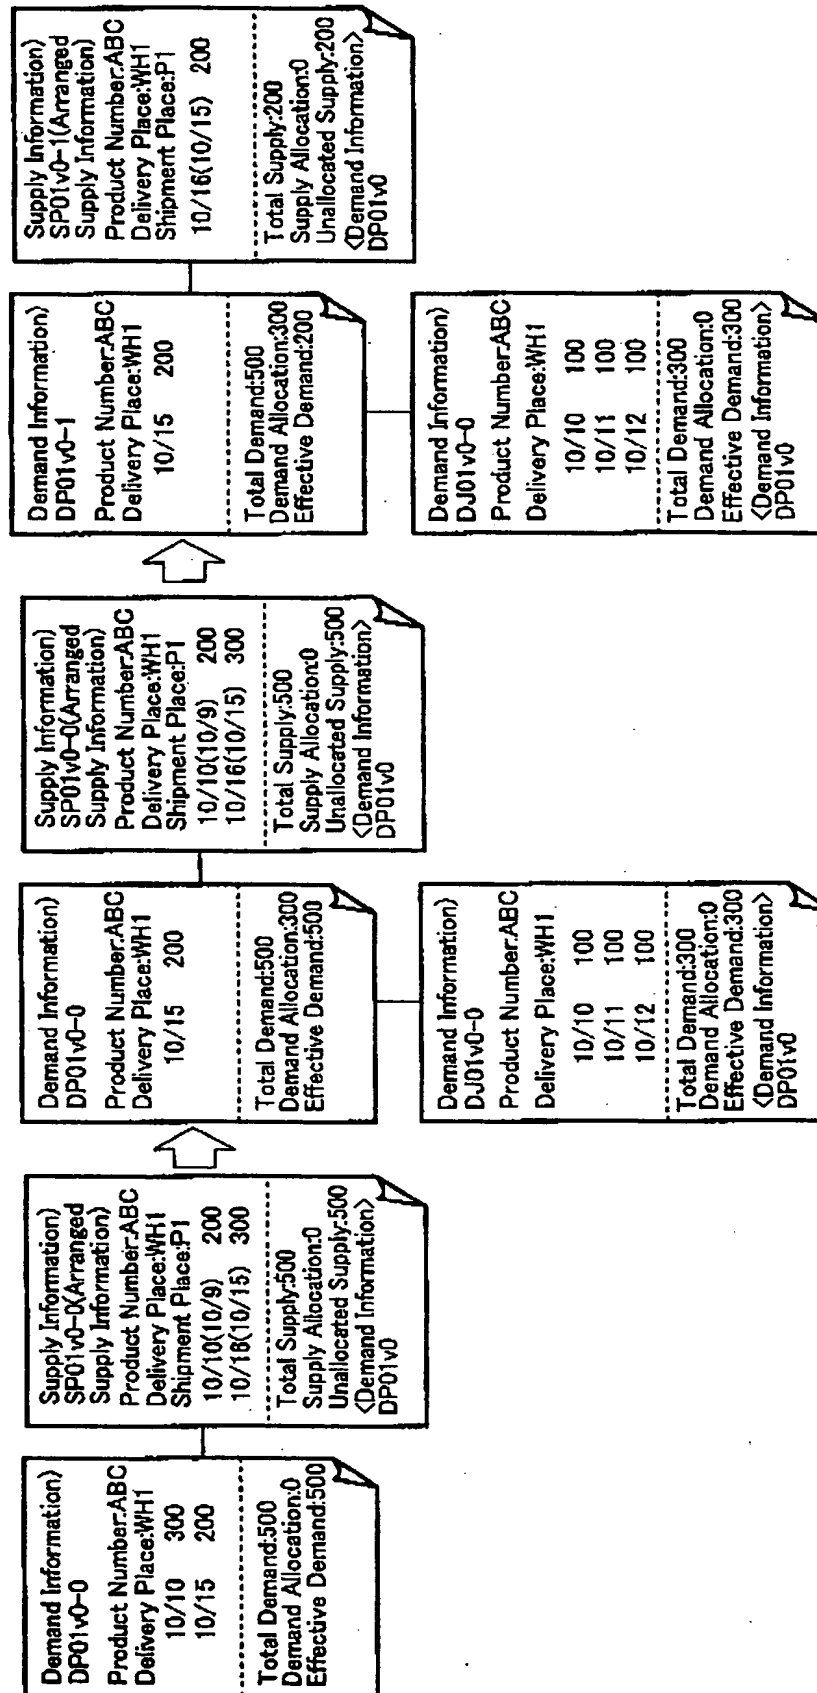 Demand Information)
DP01v0-0
Product Number:ABC
Delivery Place:WH1
10/10 300
10/15 200
Total Demand:500
Demand Allocation:0
Effective Demand:500
Supply Information)
SP01v0-0(Arranged
Supply Information)
Product Number:ABC
Delivery Place:WH1
Shipment Place:P1
10/10(10/9) 200
10/16(10/15) 300
Total Supply:500
Supply Allocation:0
Unallocated Supply:500
<Demand Information>
DP01v0
Demand Information)
DP01v0-0
Product Number:ABC
Delivery Place:WH1
10/15 200
Total Demand:500
Demand Allocation:300
Effective Demand:500
Demand Information)
DJ01v0-0
Product Number:ABC
Delivery Place:WH1
10/10 100
10/11 100
10/12 100
Total Demand:300
Demand Allocation:0
Effective Demand:300
<Demand Information>
DP01v0
Supply Information)
SP01v0-0(Arranged
Supply Information)
Product Number:ABC
Delivery Place:WH1
Shipment Place:P1
10/10(10/9) 200
10/16(10/15) 300
Total Supply:500
Supply Allocation:0
Unallocated Supply:500
<Demand Information>
DP01v0
Demand Information)
DP01v0-1
Product Number:ABC
Delivery Place:WH1
10/15 200
Total Demand:500
Demand Allocation:300
Effective Demand:200
Demand Information)
DJ01v0-0
Product Number:ABC
Delivery Place:WH1
10/10 100
10/11 100
10/12 100
Total Demand:300
Demand Allocation:0
Effective Demand:300
<Demand Information>
DP01v0
Supply Information)
SP01v0-1(Arranged
Supply Information)
Product Number:ABC
Delivery Place:WH1
Shipment Place:P1
10/16(10/15) 200
Total Supply:200
Supply Allocation:0
Unallocated Supply:200
<Demand Information>
DP01v0